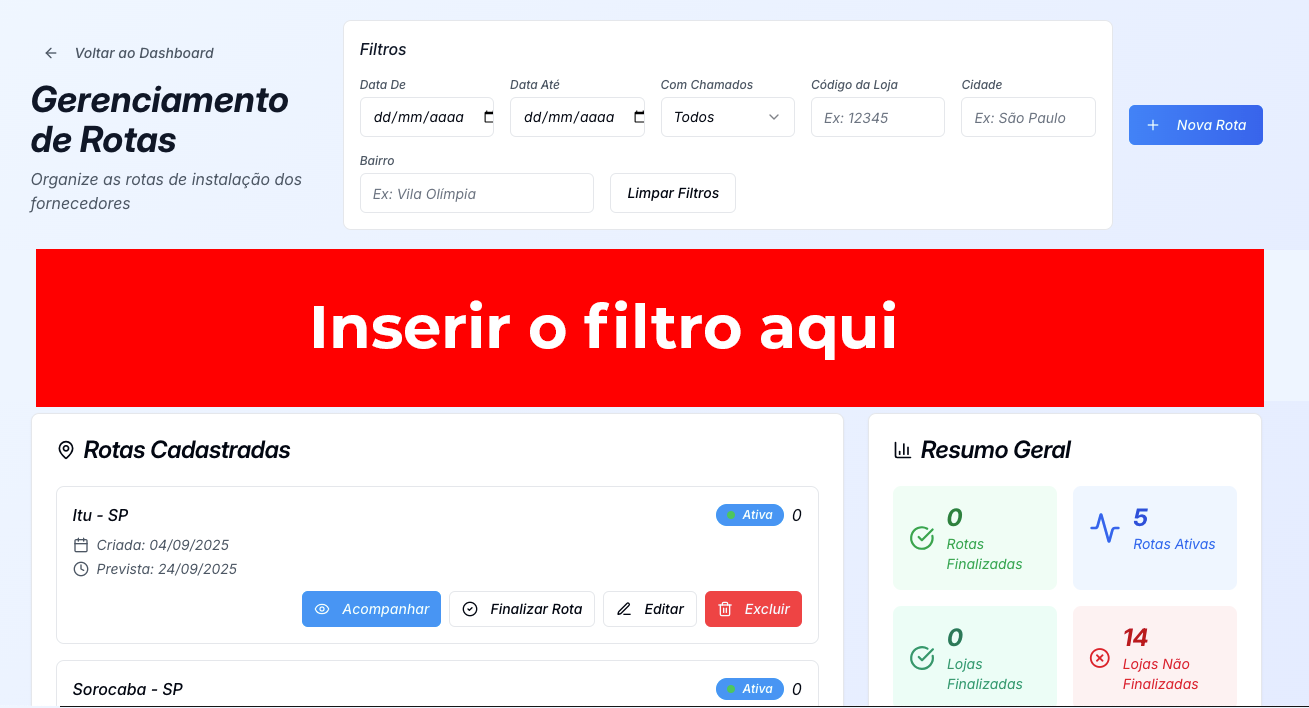 Voltar ao Dashboard
Gerenciamento
de Rotas
Organize as rotas de instalação dos
fornecedores
Filtros
Data De
Data Até
Com Chamados
Código da Loja
Cidade
dd/mm/aaaa
dd/mm/aaaa
Todos
Ex: 12345
Ex: São Paulo
Bairro
Ex: Vila Olímpia
Limpar Filtros
Nova Rota
Inserir o filtro aqui
Rotas Cadastradas
Itu - SP
Ativa 0
Criada: 04/09/2025
Prevista: 24/09/2025
Acompanhar
Finalizar Rota
Editar
Excluir
Sorocaba - SP
Ativa 0
Resumo Geral
0
Rotas
Finalizadas
5
Rotas Ativas
0
Lojas
Finalizadas
14
Lojas Não
Finalizadas